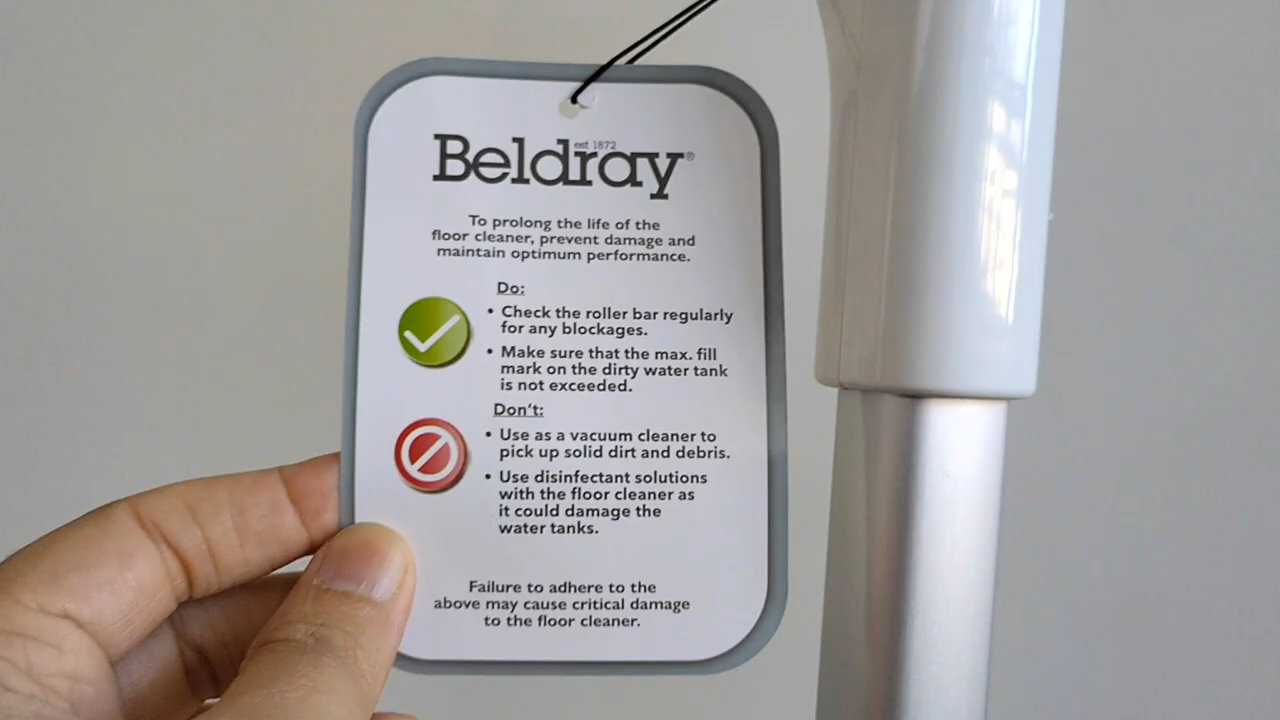 Beldray®
est 1872
To prolong the life of the
floor cleaner, prevent damage and
maintain optimum performance.
Do:
• Check the roller bar regularly
for any blockages.
• Make sure that the max. fill
mark on the dirty water tank
is not exceeded.
Don't:
• Use as a vacuum cleaner to
pick up solid dirt and debris.
• Use disinfectant solutions
with the floor cleaner as
it could damage the
water tanks.
Failure to adhere to the
above may cause critical damage
to the floor cleaner.